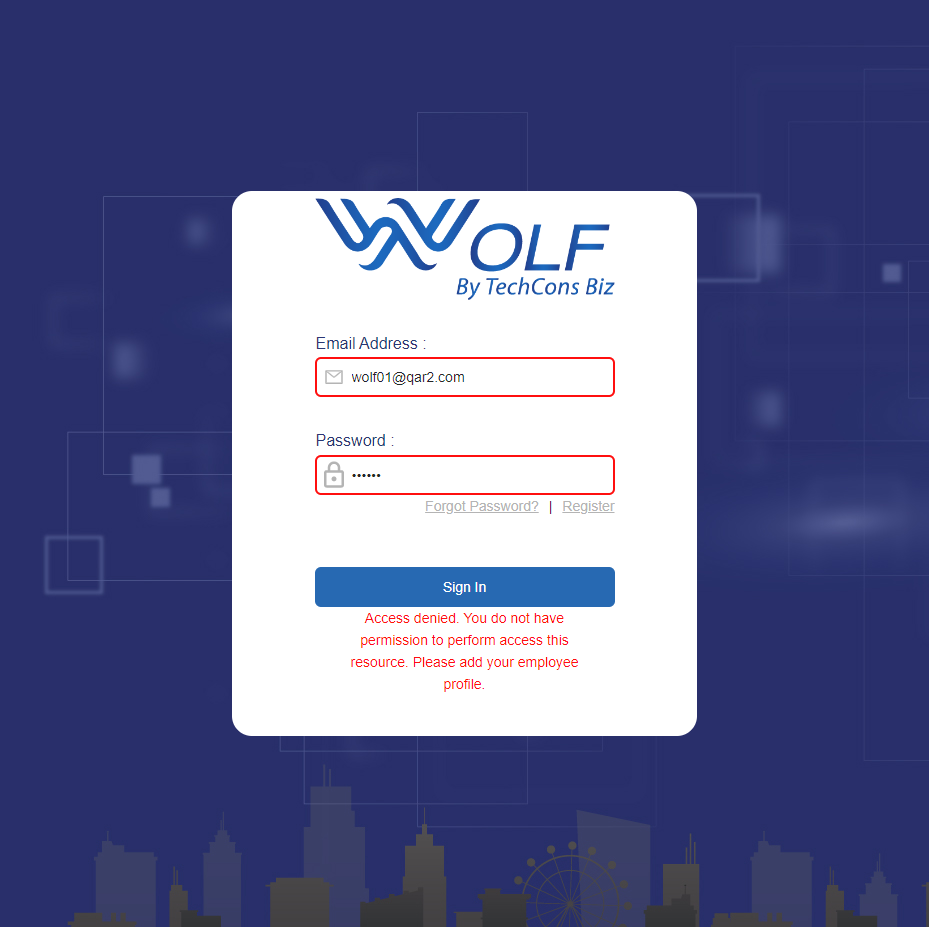 WOLF
By TechCons Biz
Email Address :
wolf01@qar2.com
Password :
••••••
Forgot Password? | Register
Sign In
Access denied. You do not have
permission to perform access this
resource. Please add your employee
profile.